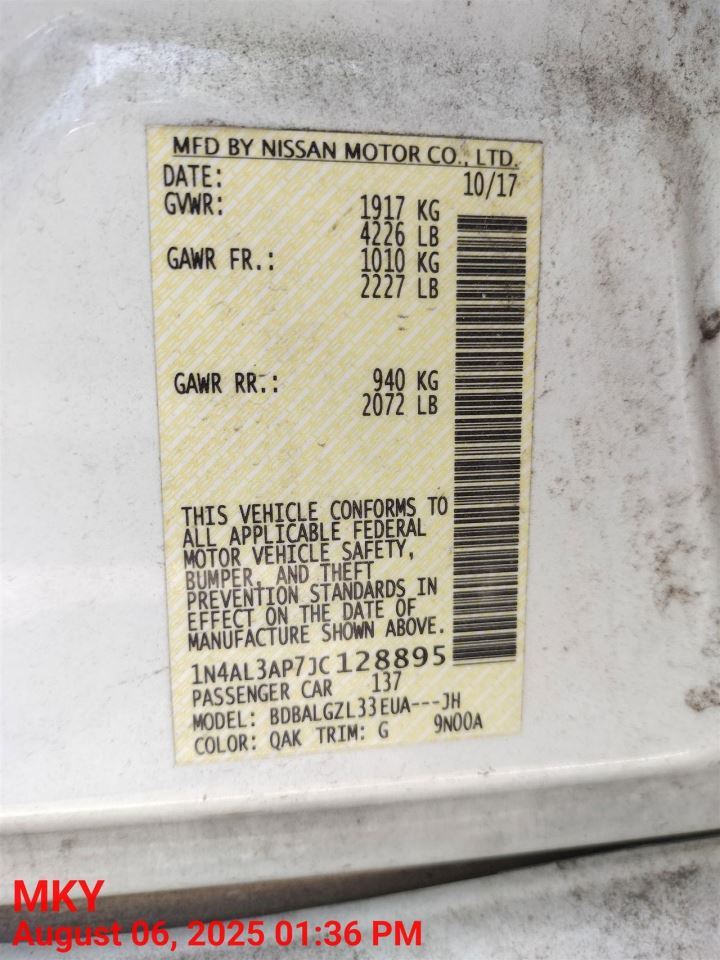 MFD BY NISSAN MOTOR CO., LTD.
DATE: 10/17
GVWR: 1917 KG
4226 LB
GAWR FR.: 1010 KG
2227 LB
GAWR RR.: 940 KG
2072 LB
THIS VEHICLE CONFORMS TO
ALL APPLICABLE FEDERAL
MOTOR VEHICLE SAFETY,
BUMPER, AND THEFT
PREVENTION STANDARDS IN
EFFECT ON THE DATE OF
MANUFACTURE SHOWN ABOVE.
1N4AL3AP7JC128895
PASSENGER CAR 137
MODEL: BDBALGZL33EUA---JH
COLOR: QAK TRIM: G 9N00A
MKY
August 06, 2025 01:36 PM